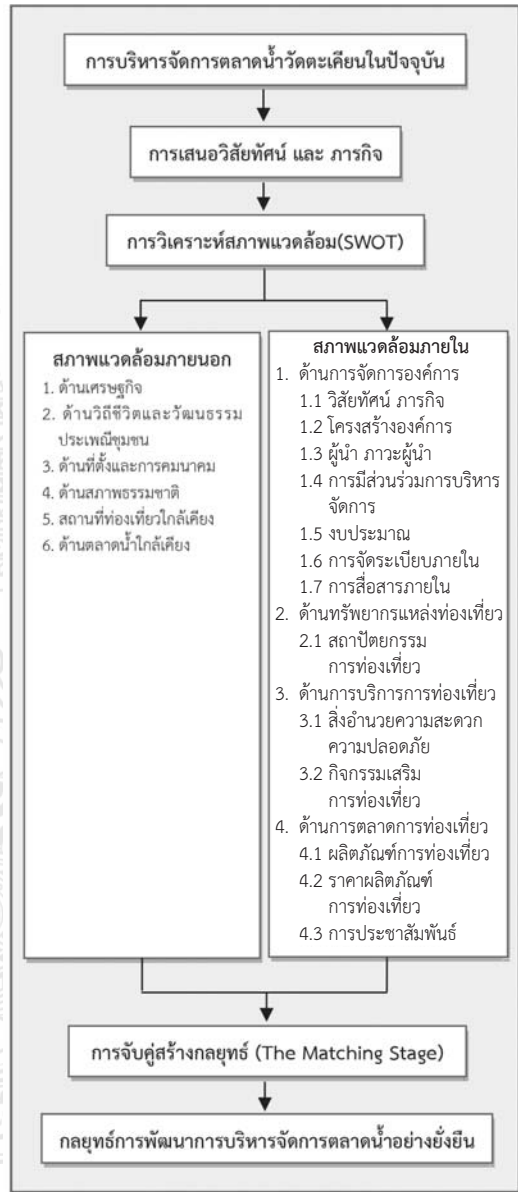 การบริหารจัดการตลาดน้ำวัดตะเคียนในปัจจุบัน
การเสนอวิสัยทัศน์ และ ภารกิจ
การวิเคราะห์สภาพแวดล้อม(SWOT)
สภาพแวดล้อมภายนอก
1. ด้านเศรษฐกิจ
2. ด้านวิถีชีวิตและวัฒนธรรม
ประเพณีชุมชน
3. ด้านที่ตั้งและการคมนาคม
4. ด้านสภาพธรรมชาติ
5. สถานที่ท่องเที่ยวใกล้เคียง
6. ด้านตลาดน้ำใกล้เคียง
สภาพแวดล้อมภายใน
1. ด้านการจัดการองค์การ
1.1 วิสัยทัศน์ ภารกิจ
1.2 โครงสร้างองค์การ
1.3 ผู้นำ ภาวะผู้นำ
1.4 การมีส่วนร่วมการบริหาร
จัดการ
1.5 งบประมาณ
1.6 การจัดระเบียบภายใน
1.7 การสื่อสารภายใน
2. ด้านทรัพยากรแหล่งท่องเที่ยว
2.1 สถาปัตยกรรม
การท่องเที่ยว
3. ด้านการบริการการท่องเที่ยว
3.1 สิ่งอำนวยความสะดวก
ความปลอดภัย
3.2 กิจกรรมเสริม
การท่องเที่ยว
4. ด้านการตลาดการท่องเที่ยว
4.1 ผลิตภัณฑ์การท่องเที่ยว
4.2 ราคาผลิตภัณฑ์
การท่องเที่ยว
4.3 การประชาสัมพันธ์
การจับคู่สร้างกลยุทธ์ (The Matching Stage)
กลยุทธ์การพัฒนาการบริหารจัดการตลาดน้ำอย่างยั่งยืน